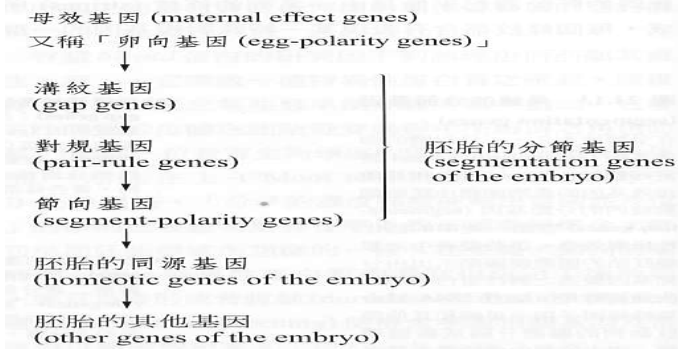 母效基因 (maternal effect genes)
又稱「卵向基因 (egg-polarity genes)」
溝紋基因
(gap genes)
對規基因
(pair-rule genes)
節向基因
(segment-polarity genes)
胚胎的分節基因
(segmentation genes
of the embryo)
胚胎的同源基因
(homeotic genes of the embryo)
胚胎的其他基因
(other genes of the embryo)